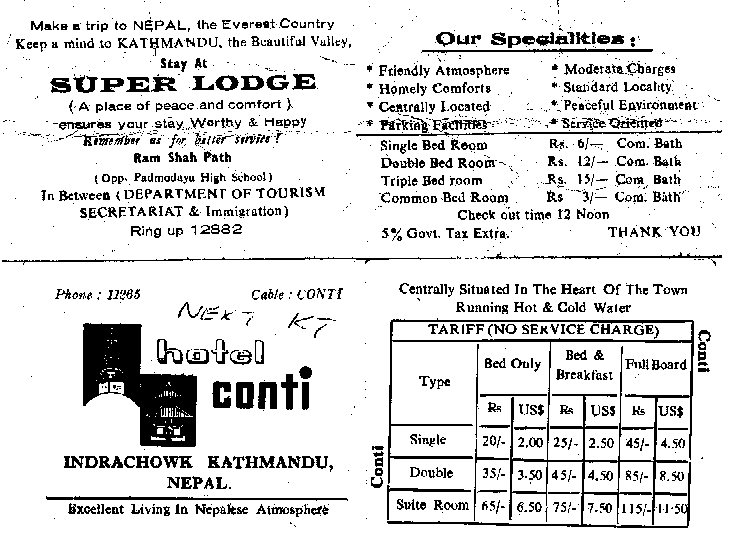 Make a trip to NEPAL, the Everest Country
Keep a mind to KATHMANDU, the Beautiful Valley,
Stay At
SUPER LODGE
( A place of peace and comfort )
ensures your stay Worthy & Happy
Remember us for better service !
Ram Shah Path
( Opp. Padmodaya High School )
In Between ( DEPARTMENT OF TOURISM
SECRETARIAT & Immigration )
Ring up 12882
Our Specialities :
* Friendly Atmosphere * Moderate Charges
* Homely Comforts * Standard Locality
* Centrally Located * Peaceful Environment
* Parking Facilities * Service Oriented
Single Bed Room Rs. 6/— Com. Bath
Double Bed Room Rs. 12/— Com. Bath
Triple Bed room Rs. 15/— Com. Bath
Common Bed Room Rs 3/— Com. Bath
Check out time 12 Noon
5% Govt. Tax Extra. THANK YOU
Phone : 11265 Cable : CONTI
NEXT KT
hotel
conti
INDRACHOWK KATHMANDU,
NEPAL.
Excellent Living In Nepalese Atmosphere
Centrally Situated In The Heart Of The Town
Running Hot & Cold Water
TARIFF (NO SERVICE CHARGE)
Type Bed Only Bed & Breakfast Full Board
Rs US$ Rs US$ Rs US$
Single 20/- 2.00 25/- 2.50 45/- 4.50
Double 35/- 3.50 45/- 4.50 85/- 8.50
Suite Room 65/- 6.50 75/- 7.50 115/- 11.50
Conti
Conti